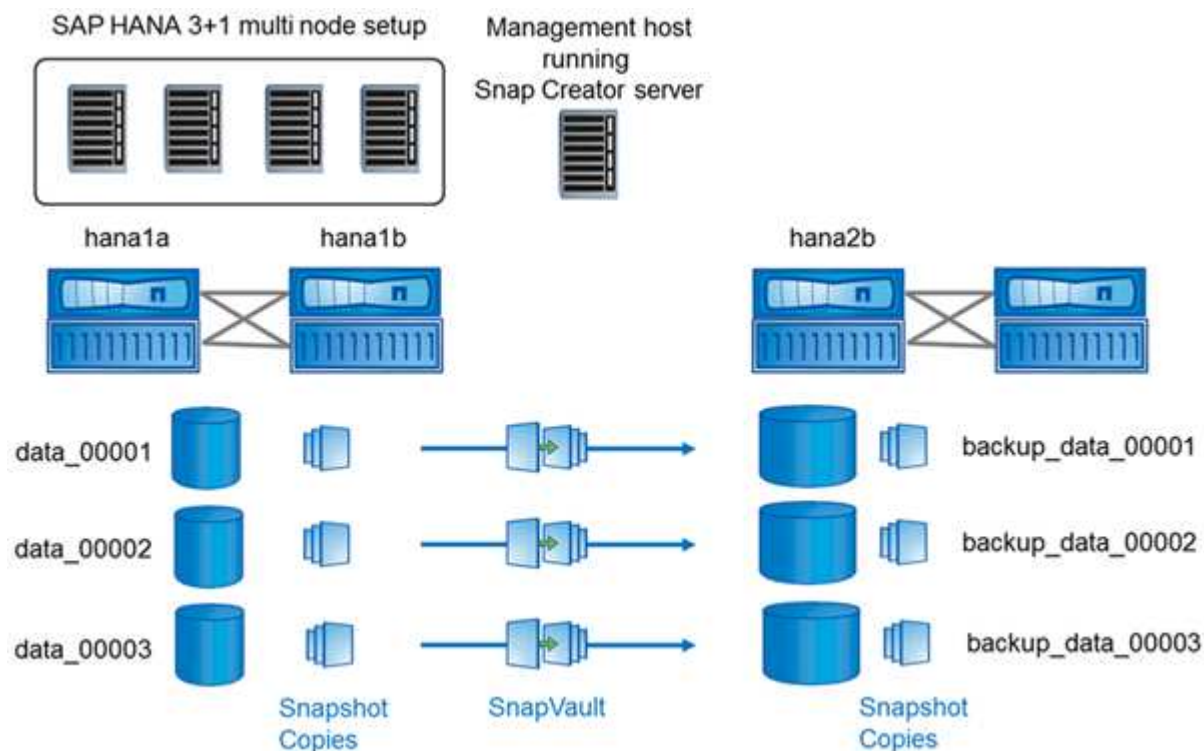 SAP HANA 3+1 multi node setup
Management host
running
Snap Creator server
hana1a
hana1b
hana2b
data_00001
backup_data_00001
data_00002
backup_data_00002
data_00003
backup_data_00003
Snapshot
Copies
SnapVault
Snapshot
Copies